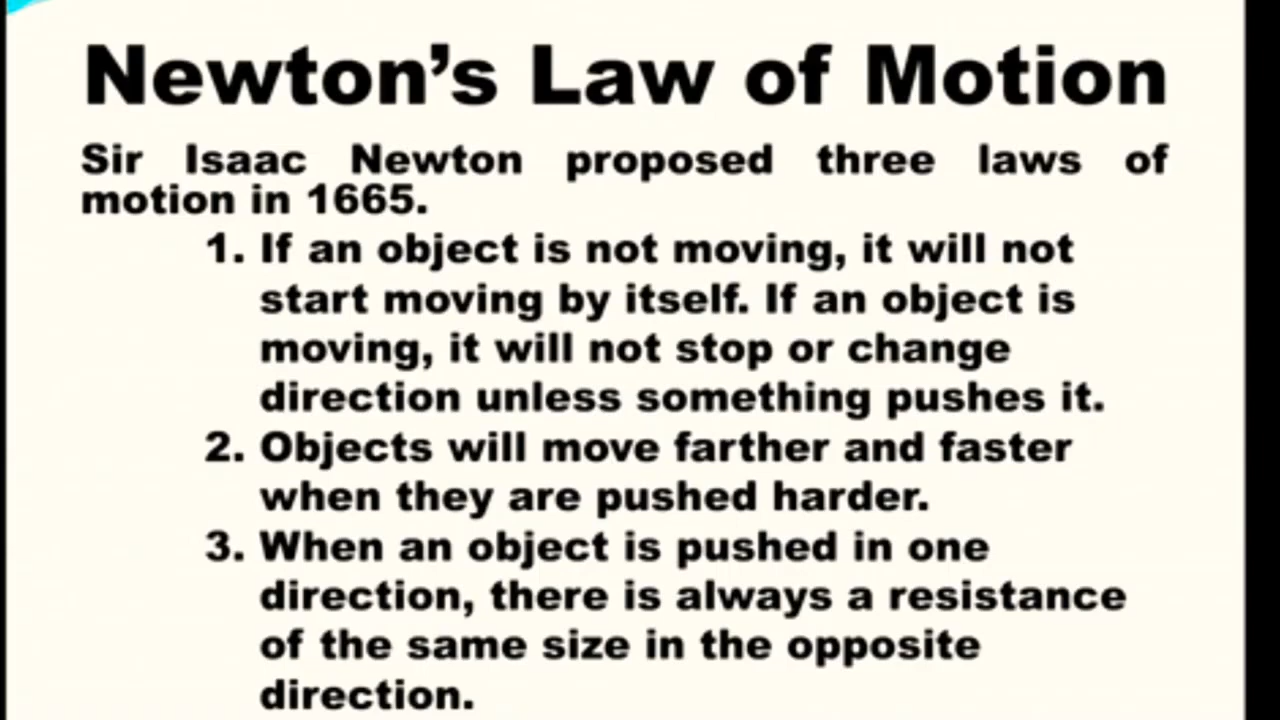 Newton’s Law of Motion
Sir Isaac Newton proposed three laws of
motion in 1665.
1. If an object is not moving, it will not
start moving by itself. If an object is
moving, it will not stop or change
direction unless something pushes it.
2. Objects will move farther and faster
when they are pushed harder.
3. When an object is pushed in one
direction, there is always a resistance
of the same size in the opposite
direction.